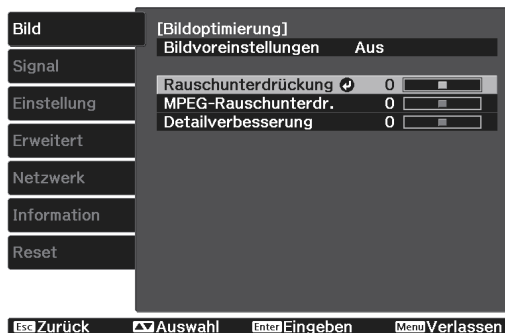 Bild
Signal
Einstellung
Erweitert
Netzwerk
Information
Reset
[Bildoptimierung]
Bildvoreinstellungen Aus
Rauschunterdrückung 0
MPEG-Rauschunterdr. 0
Detailverbesserung 0
Esc Zurück Auswahl Enter Eingeben Menu Verlassen